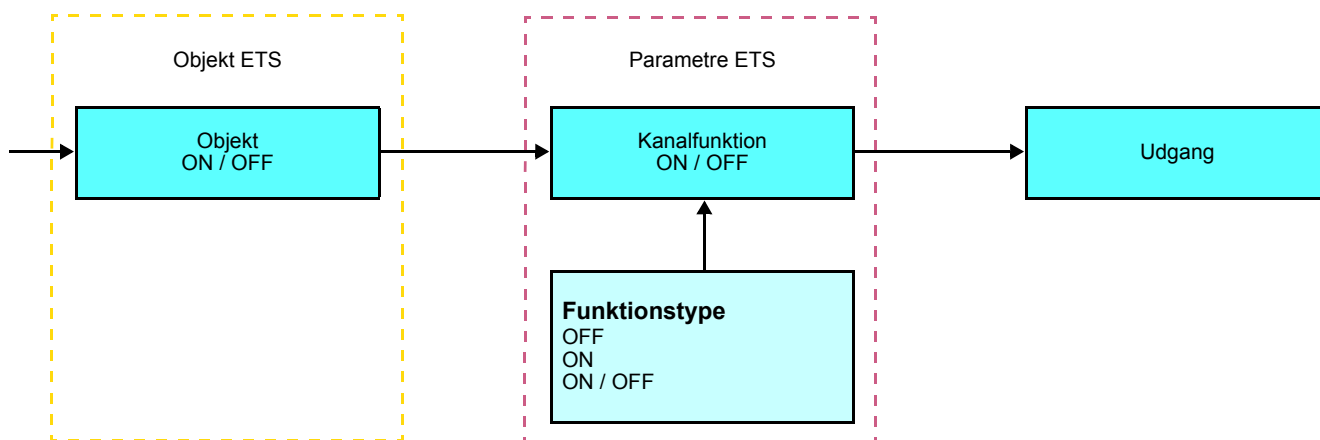 Objekt ETS
Parametre ETS
Objekt
ON / OFF
Kanalfunktion
ON / OFF
Udgang
Funktionstype
OFF
ON
ON / OFF